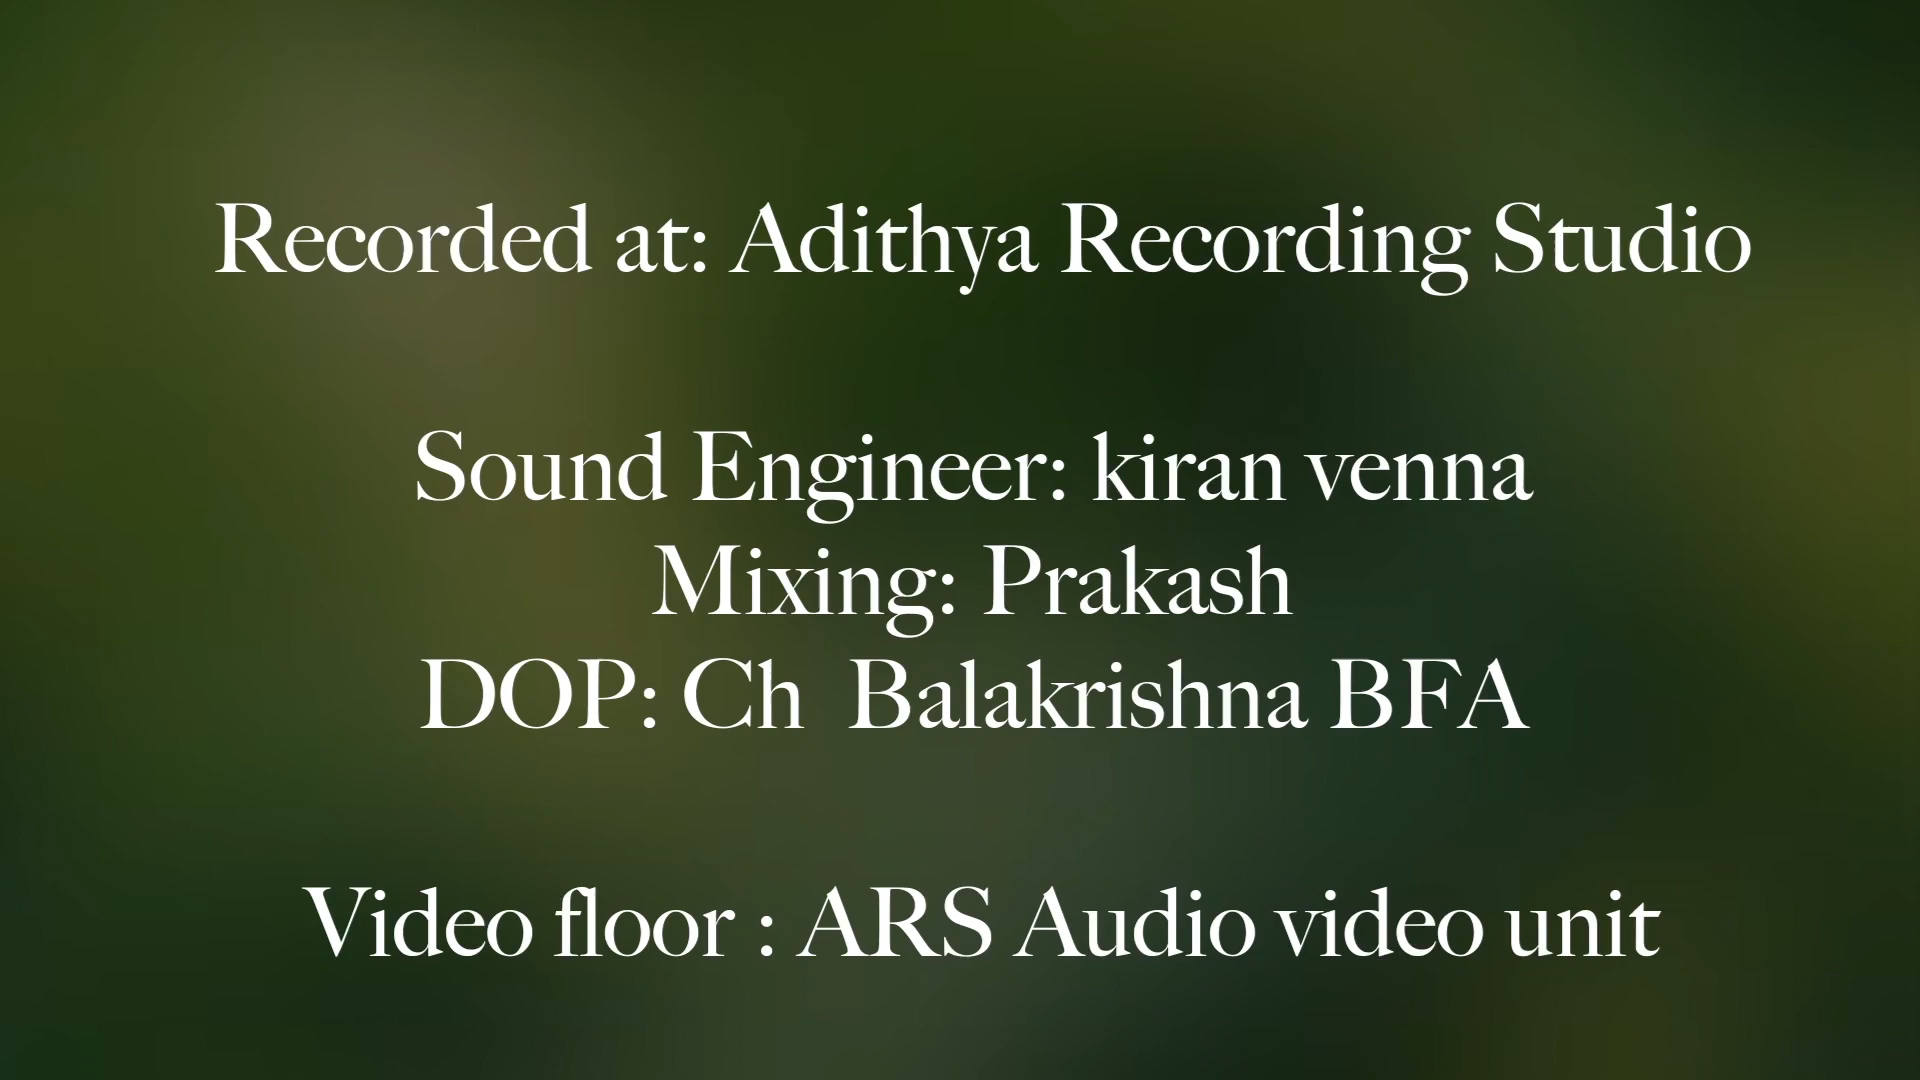 Recorded at: Adithya Recording Studio
Sound Engineer: kiran venna
Mixing: Prakash
DOP: Ch  Balakrishna BFA
Video floor : ARS Audio video unit